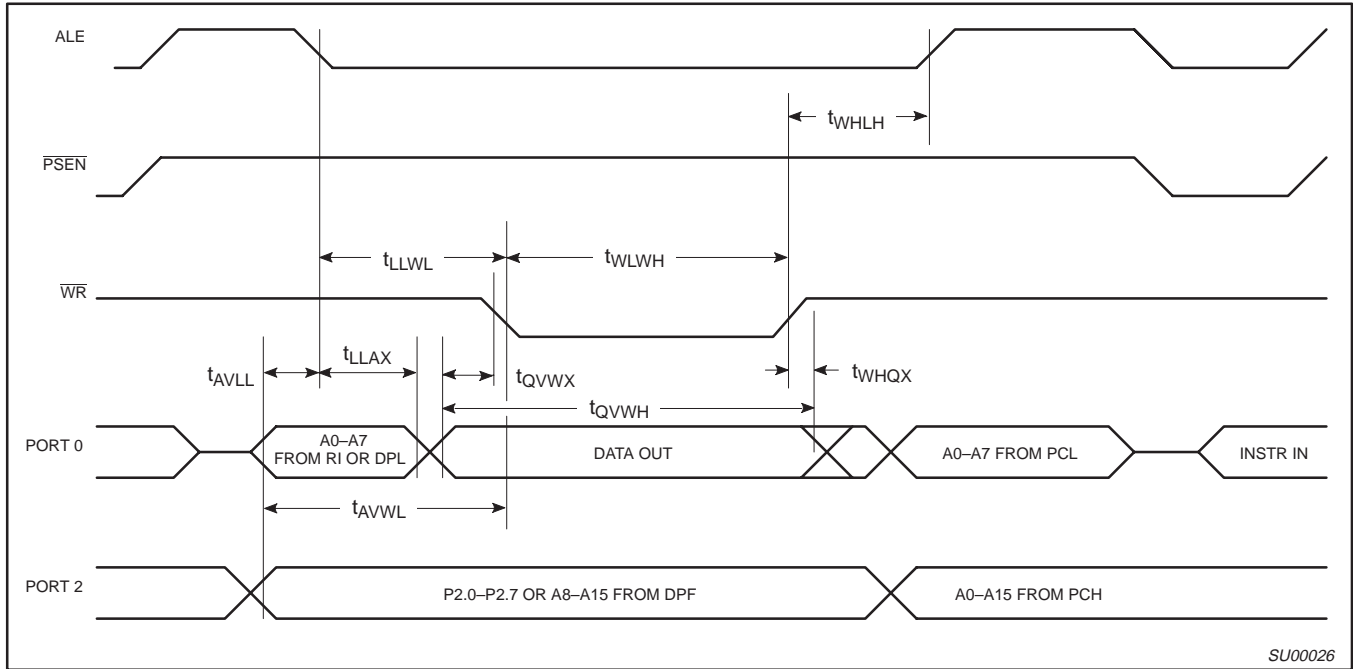 ALE
tWHLH
PSEN
tLLWL
tWLWH
WR
tAVLL
tLLAX
tQVWX
tWHQX
tQVWH
PORT 0
A0–A7
FROM RI OR DPL
DATA OUT
A0–A7 FROM PCL
INSTR IN
tAVWL
PORT 2
P2.0–P2.7 OR A8–A15 FROM DPF
A0–A15 FROM PCH
SU00026